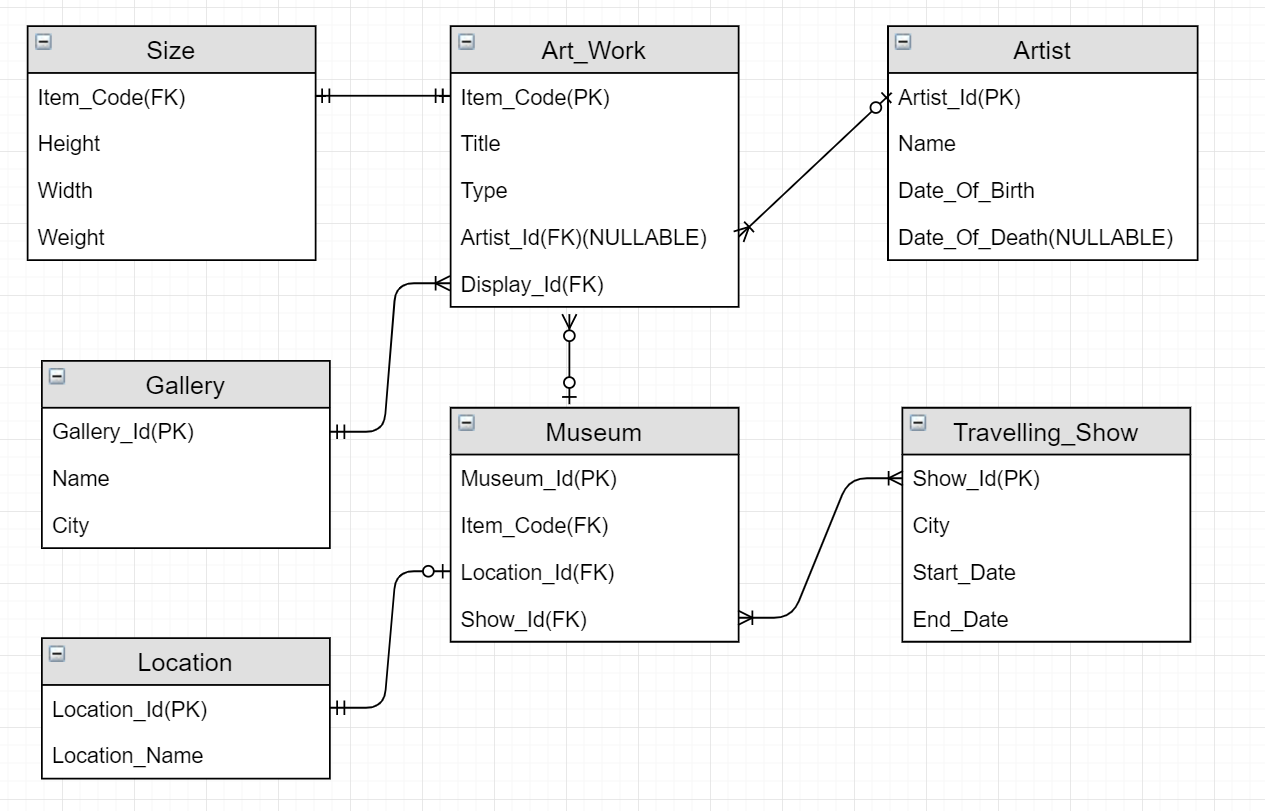 Size
Item_Code(FK)
Height
Width
Weight
Art_Work
Item_Code(PK)
Title
Type
Artist_Id(FK)(NULLABLE)
Display_Id(FK)
Artist
Artist_Id(PK)
Name
Date_Of_Birth
Date_Of_Death(NULLABLE)
Gallery
Gallery_Id(PK)
Name
City
Museum
Museum_Id(PK)
Item_Code(FK)
Location_Id(FK)
Show_Id(FK)
Travelling_Show
Show_Id(PK)
City
Start_Date
End_Date
Location
Location_Id(PK)
Location_Name